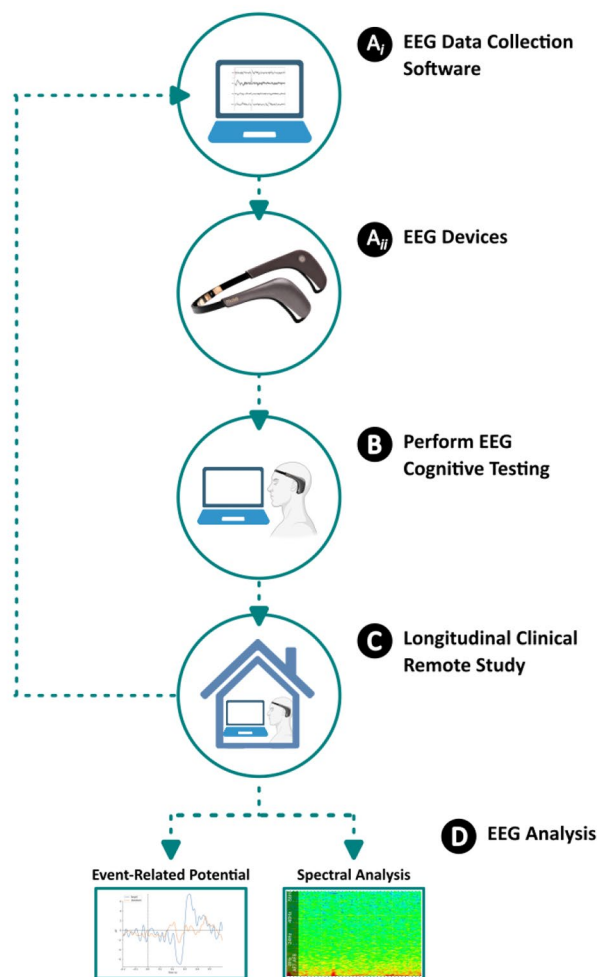 Ai EEG Data Collection
Software
Aii EEG Devices
B Perform EEG
Cognitive Testing
C Longitudinal Clinical
Remote Study
D EEG Analysis
Event-Related Potential
Spectral Analysis